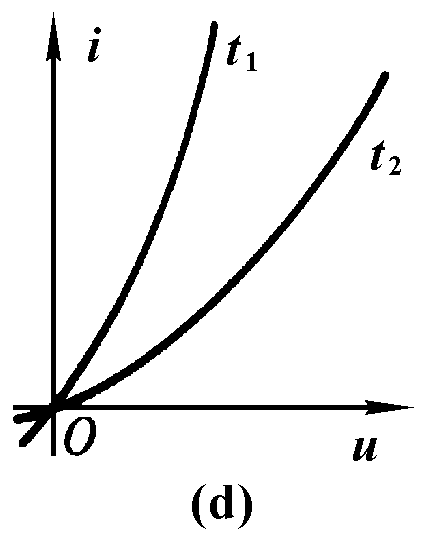 i
t₁
t₂
O
u
(d)